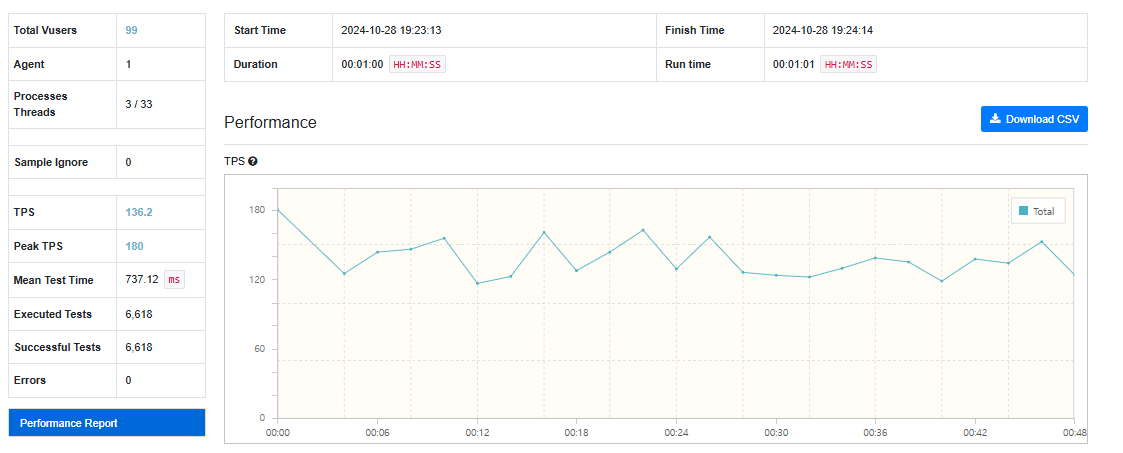 Total Vusers 99
Agent 1
Processes
Threads 3 / 33
Sample Ignore 0
TPS 136.2
Peak TPS 180
Mean Test Time 737.12 ms
Executed Tests 6,618
Successful Tests 6,618
Errors 0
Performance Report
Start Time 2024-10-28 19:23:13 Finish Time 2024-10-28 19:24:14
Duration 00:01:00 HH:MM:SS Run time 00:01:01 HH:MM:SS
Performance Download CSV
TPS ?
Total
180
120
60
0
00:00 00:06 00:12 00:18 00:24 00:30 00:36 00:42 00:48